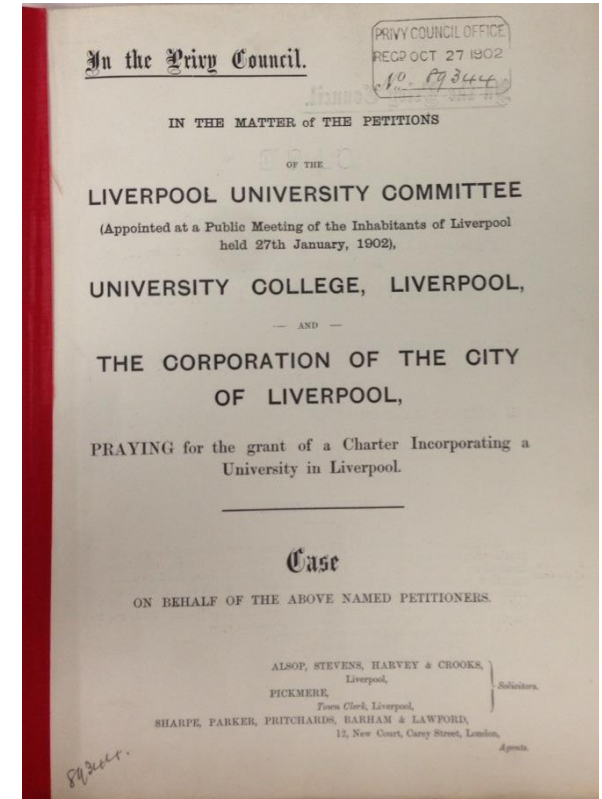 In the Privy Council.
PRIVY COUNCIL OFFICE
RECD OCT 27 1902
No. 89344
IN THE MATTER of THE PETITIONS
OF THE
LIVERPOOL UNIVERSITY COMMITTEE
(Appointed at a Public Meeting of the Inhabitants of Liverpool
held 27th January, 1902),
UNIVERSITY COLLEGE, LIVERPOOL,
— AND —
THE CORPORATION OF THE CITY
OF LIVERPOOL,
PRAYING for the grant of a Charter Incorporating a
University in Liverpool.
Case
ON BEHALF OF THE ABOVE NAMED PETITIONERS.
ALSOP, STEVENS, HARVEY & CROOKS,
Liverpool,
PICKMERE,
Town Clerk, Liverpool,
Solicitors.
SHARPE, PARKER, PRITCHARDS, BARHAM & LAWFORD,
12, New Court, Carey Street, London,
Agents.
89344.